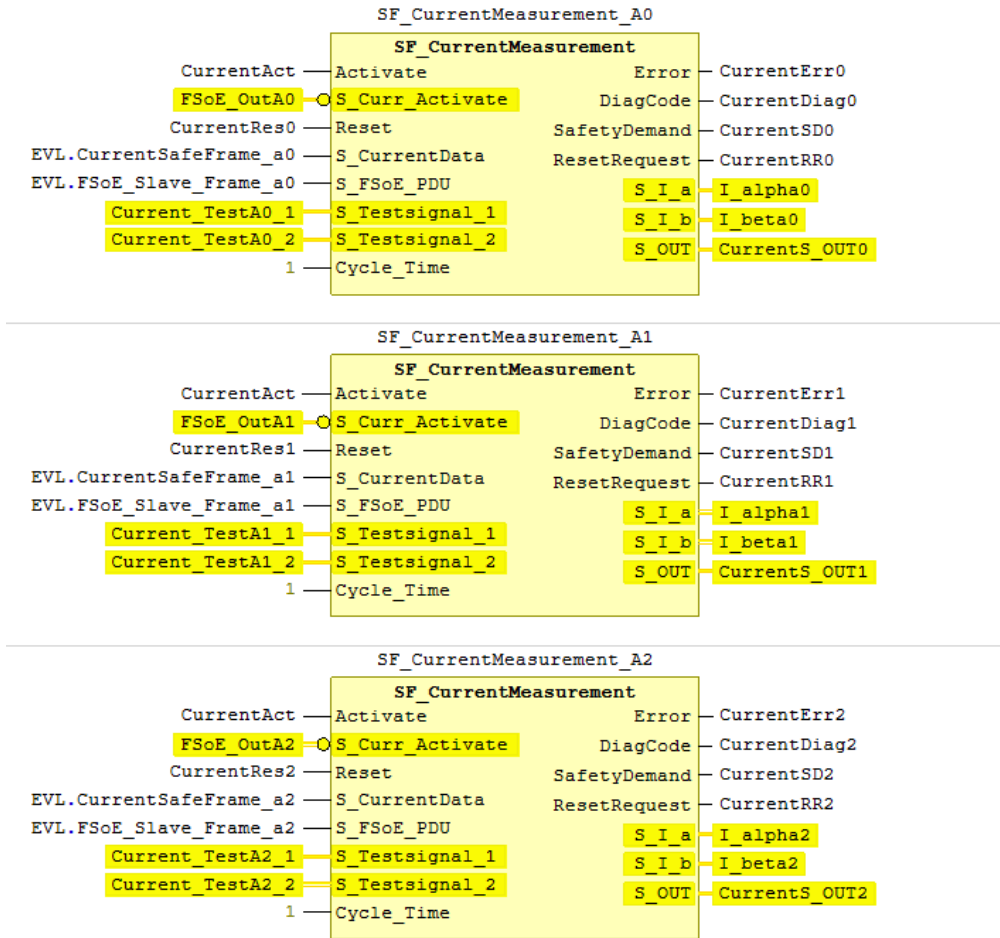 SF_CurrentMeasurement_A0
SF_CurrentMeasurement
CurrentAct Activate Error CurrentErr0
FSoE_OutA0 S_Curr_Activate DiagCode CurrentDiag0
CurrentRes0 Reset SafetyDemand CurrentSD0
EVL.CurrentSafeFrame_a0 S_CurrentData ResetRequest CurrentRR0
EVL.FSoE_Slave_Frame_a0 S_FSoE_PDU S_I_a I_alpha0
Current_TestA0_1 S_Testsignal_1 S_I_b I_beta0
Current_TestA0_2 S_Testsignal_2 S_OUT CurrentS_OUT0
1 Cycle_Time
SF_CurrentMeasurement_A1
SF_CurrentMeasurement
CurrentAct Activate Error CurrentErr1
FSoE_OutA1 S_Curr_Activate DiagCode CurrentDiag1
CurrentRes1 Reset SafetyDemand CurrentSD1
EVL.CurrentSafeFrame_a1 S_CurrentData ResetRequest CurrentRR1
EVL.FSoE_Slave_Frame_a1 S_FSoE_PDU S_I_a I_alpha1
Current_TestA1_1 S_Testsignal_1 S_I_b I_beta1
Current_TestA1_2 S_Testsignal_2 S_OUT CurrentS_OUT1
1 Cycle_Time
SF_CurrentMeasurement_A2
SF_CurrentMeasurement
CurrentAct Activate Error CurrentErr2
FSoE_OutA2 S_Curr_Activate DiagCode CurrentDiag2
CurrentRes2 Reset SafetyDemand CurrentSD2
EVL.CurrentSafeFrame_a2 S_CurrentData ResetRequest CurrentRR2
EVL.FSoE_Slave_Frame_a2 S_FSoE_PDU S_I_a I_alpha2
Current_TestA2_1 S_Testsignal_1 S_I_b I_beta2
Current_TestA2_2 S_Testsignal_2 S_OUT CurrentS_OUT2
1 Cycle_Time